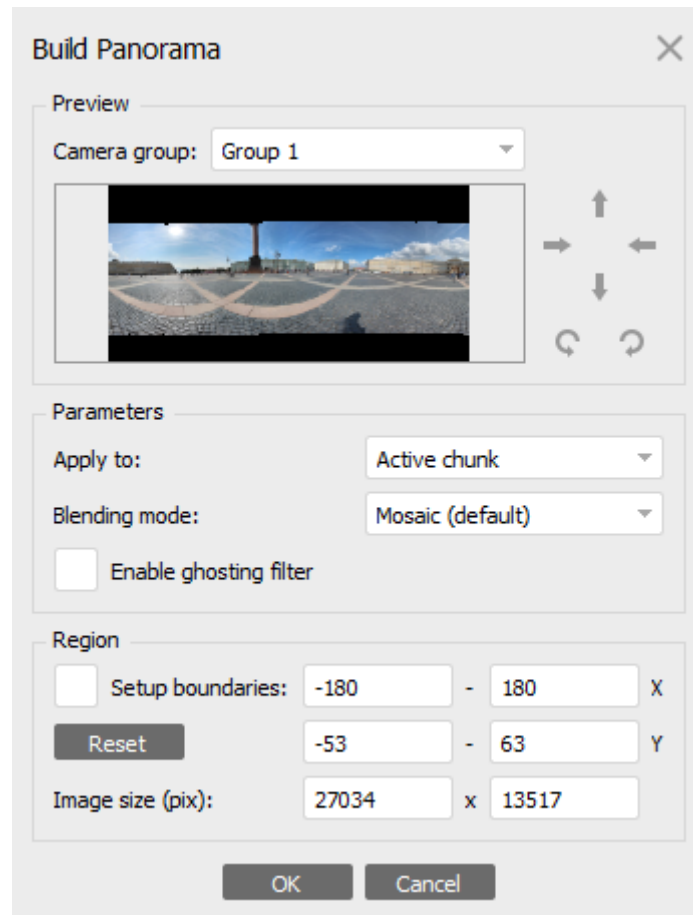 Build Panorama
Preview
Camera group: Group 1
Parameters
Apply to: Active chunk
Blending mode: Mosaic (default)
Enable ghosting filter
Region
Setup boundaries: -180 - 180 X
Reset -53 - 63 Y
Image size (pix): 27034 x 13517
OK Cancel